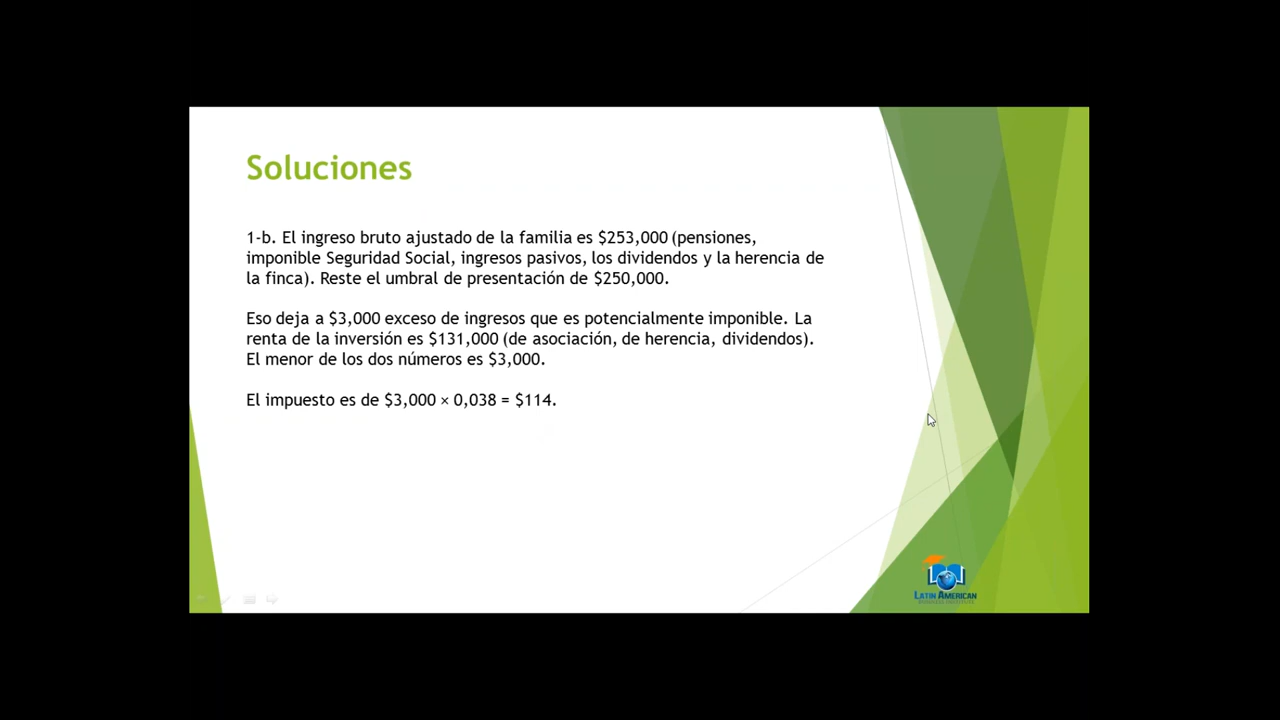 Soluciones
1-b. El ingreso bruto ajustado de la familia es $253,000 (pensiones,
imponible Seguridad Social, ingresos pasivos, los dividendos y la herencia de
la finca). Reste el umbral de presentación de $250,000.
Eso deja a $3,000 exceso de ingresos que es potencialmente imponible. La
renta de la inversión es $131,000 (de asociación, de herencia, dividendos).
El menor de los dos números es $3,000.
El impuesto es de $3,000 × 0,038 = $114.
LATIN AMERICAN